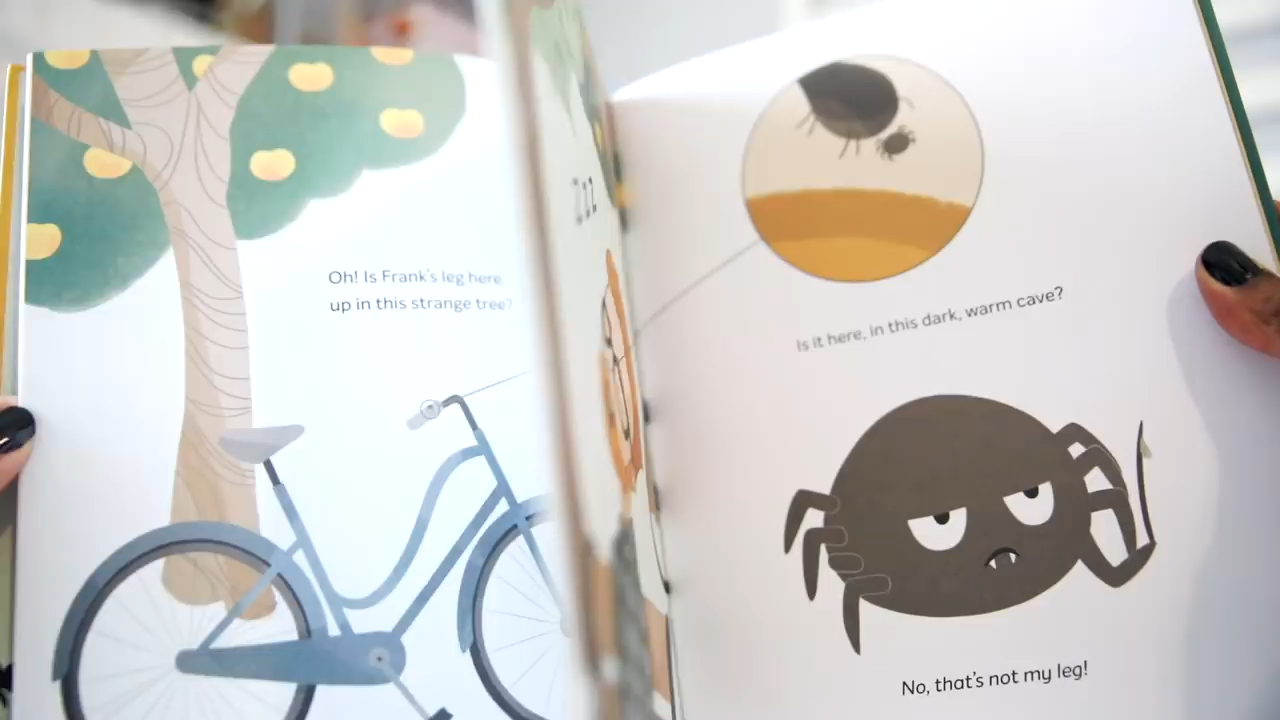 Oh! Is Frank's leg here
up in this strange tree?
Zzz
Is it here, in this dark, warm cave?
No, that's not my leg!